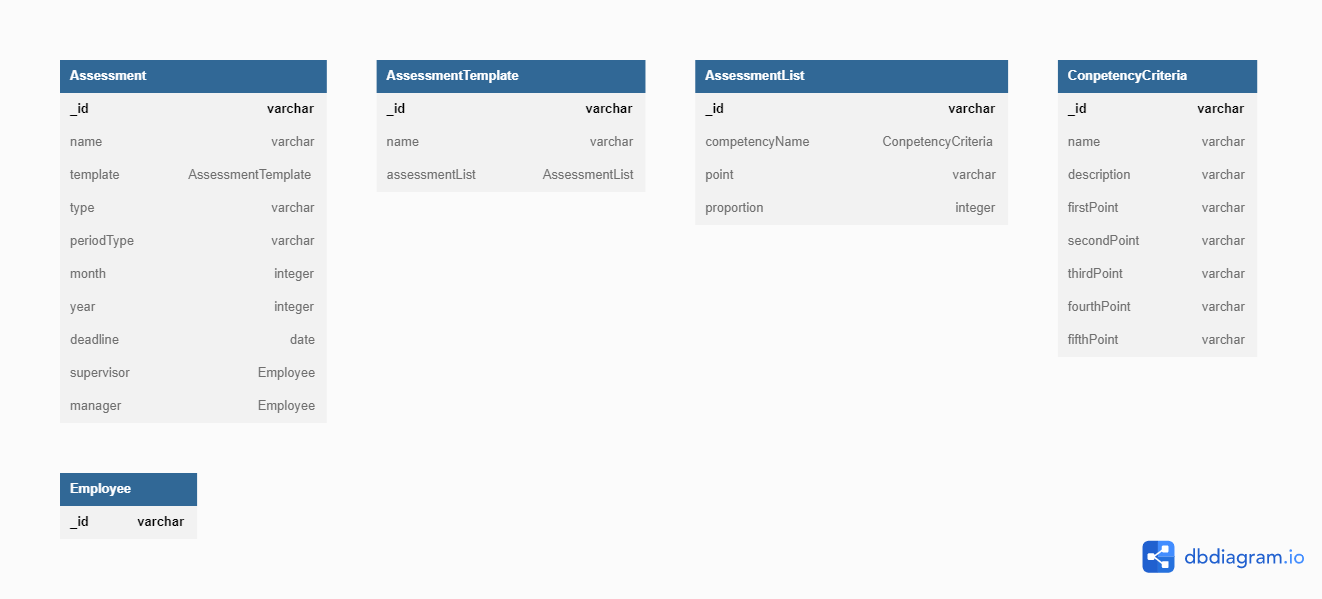 Assessment
_id varchar
name varchar
template AssessmentTemplate
type varchar
periodType varchar
month integer
year integer
deadline date
supervisor Employee
manager Employee
AssessmentTemplate
_id varchar
name varchar
assessmentList AssessmentList
AssessmentList
_id varchar
competencyName ConpetencyCriteria
point varchar
proportion integer
ConpetencyCriteria
_id varchar
name varchar
description varchar
firstPoint varchar
secondPoint varchar
thirdPoint varchar
fourthPoint varchar
fifthPoint varchar
Employee
_id varchar
dbdiagram.io